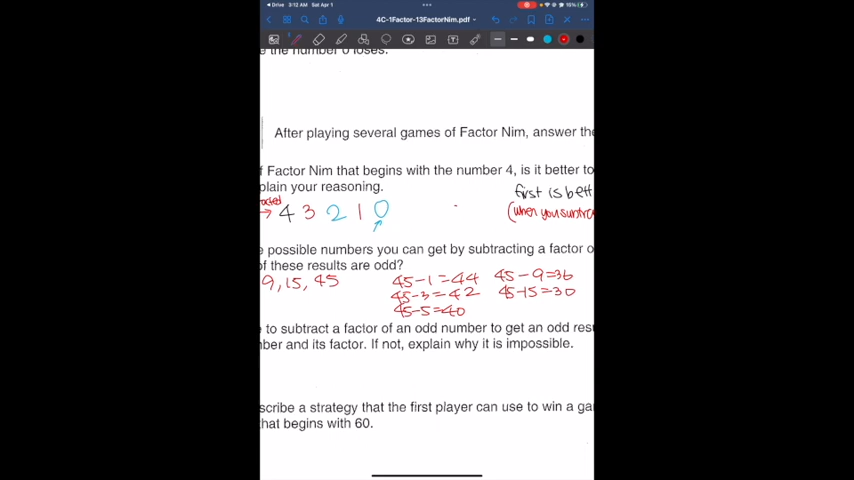 Drive 3:12 AM Sat Apr 1
16%
4C-1Factor-13FactorNim.pdf
e the number 0 loses.
After playing several games of Factor Nim, answer the
of Factor Nim that begins with the number 4, is it better to
plain your reasoning.
first is bett
4 3 2 1 0
(when you subtrac
e possible numbers you can get by subtracting a factor o
of these results are odd?
9, 15, 45
45-1=44 45-9=36
45-3=42 45-15=30
45-5=40
e to subtract a factor of an odd number to get an odd resu
mber and its factor. If not, explain why it is impossible.
scribe a strategy that the first player can use to win a ga
that begins with 60.